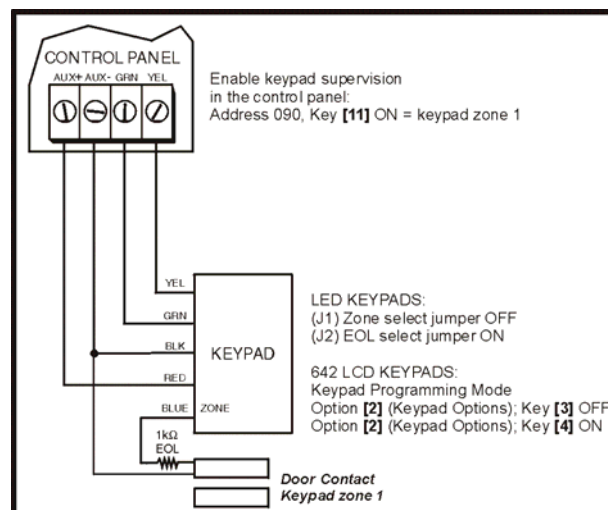 CONTROL PANEL
AUX+ AUX- GRN YEL
Enable keypad supervision
in the control panel:
Address 090, Key [11] ON = keypad zone 1
YEL
GRN
BLK
RED
BLUE
KEYPAD
ZONE
LED KEYPADS:
(J1) Zone select jumper OFF
(J2) EOL select jumper ON
642 LCD KEYPADS:
Keypad Programming Mode
Option [2] (Keypad Options); Key [3] OFF
Option [2] (Keypad Options); Key [4] ON
1kΩ
EOL
Door Contact
Keypad zone 1